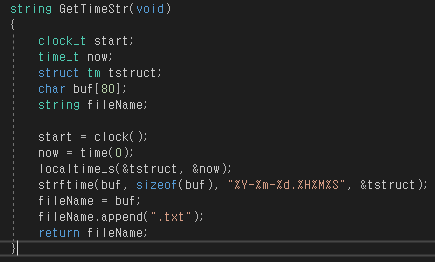 string GetTimeStr(void)
{
clock_t start;
time_t now;
struct tm tstruct;
char buf[80];
string fileName;
start = clock();
now = time(0);
localtime_s(&tstruct, &now);
strftime(buf, sizeof(buf), "%Y-%m-%d.%H%M%S", &tstruct);
fileName = buf;
fileName.append(".txt");
return fileName;
}